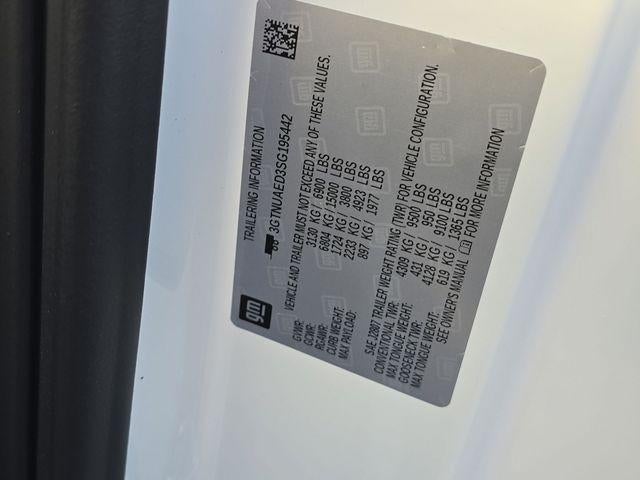 TRAILERING INFORMATION
3GTNUAED3SG195442
gm
VEHICLE AND TRAILER MUST NOT EXCEED ANY OF THESE VALUES.
GVWR: 3130 KG / 6900 LBS
GCWR: 6804 KG / 15000 LBS
RGAWR: 1724 KG / 3800 LBS
CURB WEIGHT: 2233 KG / 4923 LBS
MAX PAYLOAD: 897 KG / 1977 LBS
SAE J2807 TRAILER WEIGHT RATING (TWR) FOR VEHICLE CONFIGURATION.
CONVENTIONAL TWR: 4309 KG / 9500 LBS
MAX TONGUE WEIGHT: 431 KG / 950 LBS
GOOSENECK TWR: 4128 KG / 9100 LBS
MAX TONGUE WEIGHT: 619 KG / 1365 LBS
SEE OWNER'S MANUAL FOR MORE INFORMATION